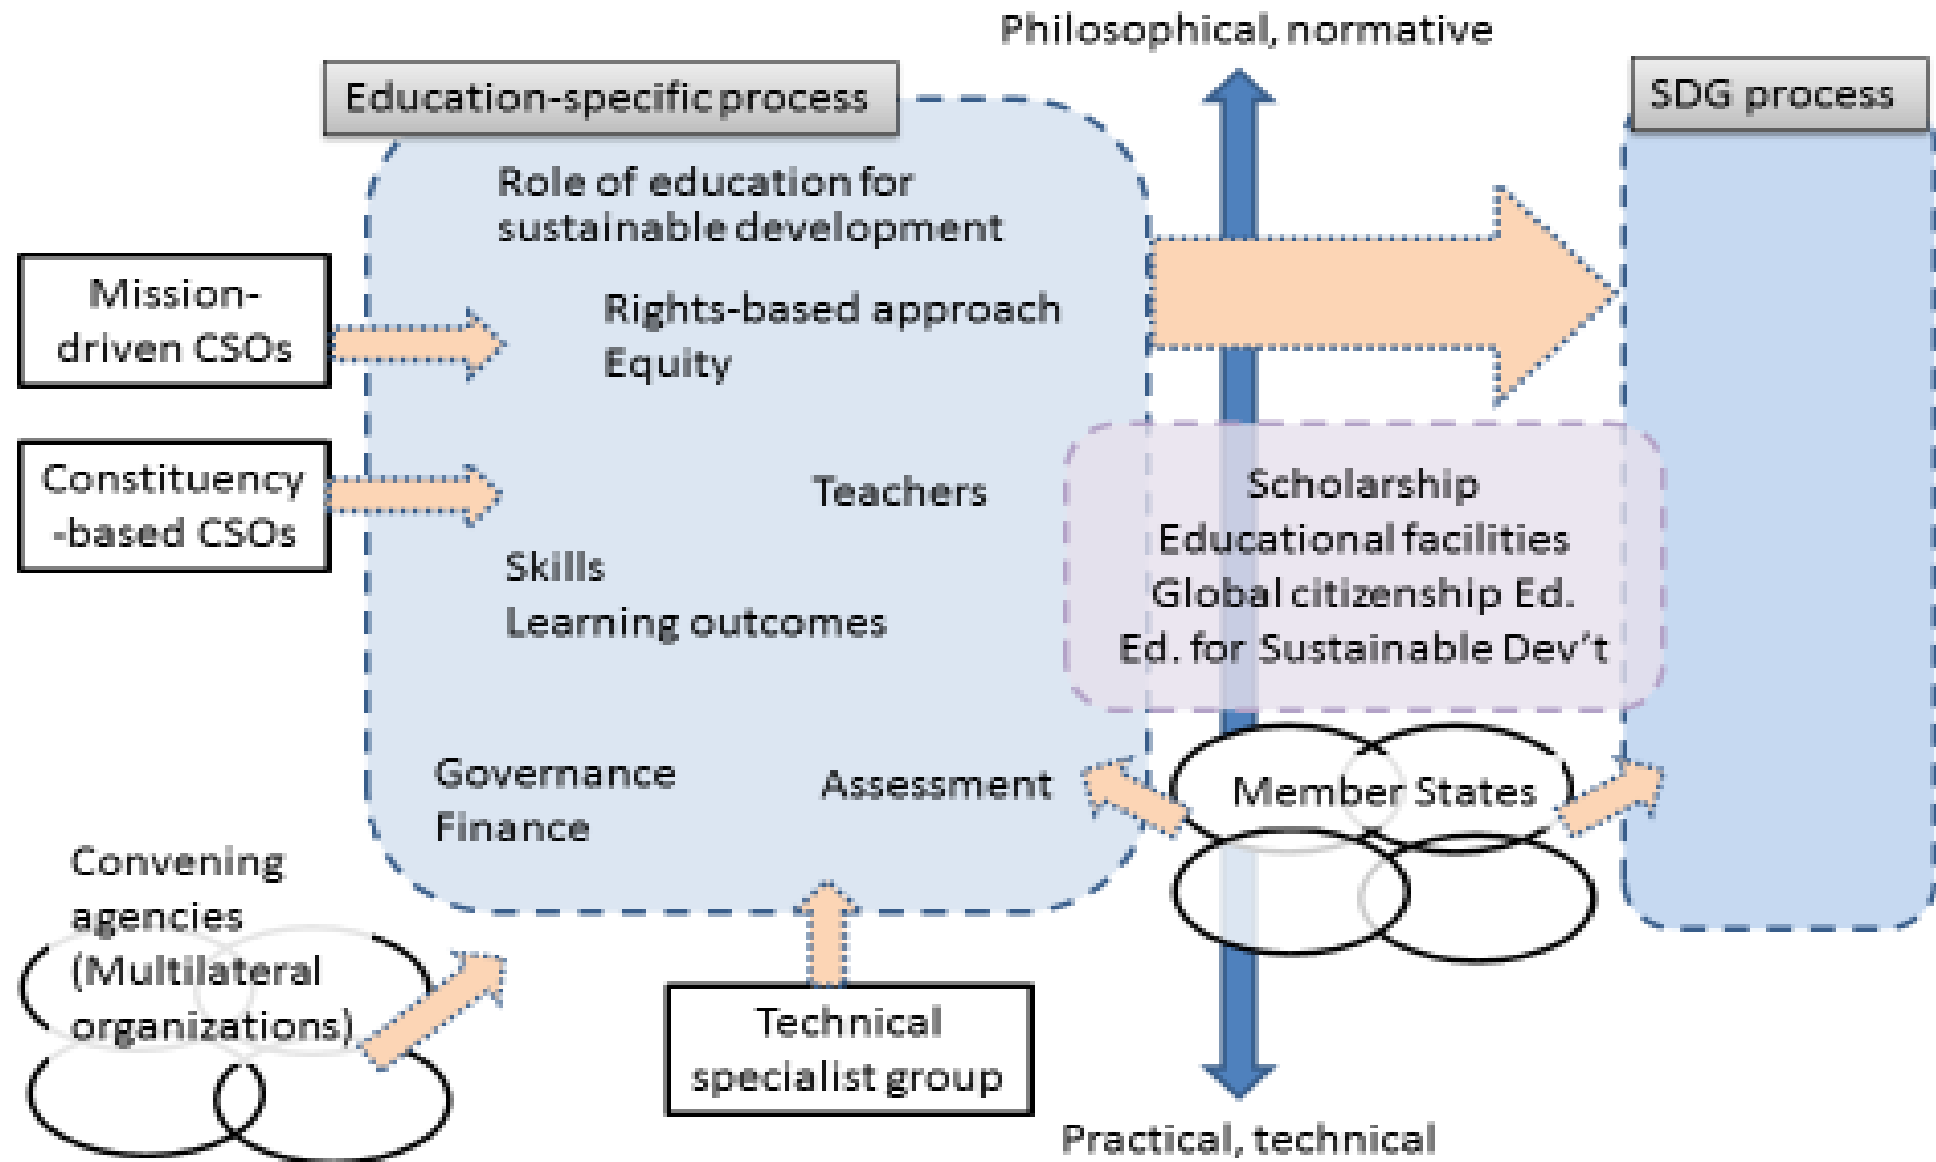 Philosophical, normative
Education-specific process
SDG process
Role of education for
sustainable development
Mission-
driven CSOs
Rights-based approach
Equity
Constituency
-based CSOs
Teachers
Scholarship
Educational facilities
Global citizenship Ed.
Ed. for Sustainable Dev't
Skills
Learning outcomes
Governance
Finance
Assessment
Member States
Convening
agencies
(Multilateral
organizations)
Technical
specialist group
Practical, technical